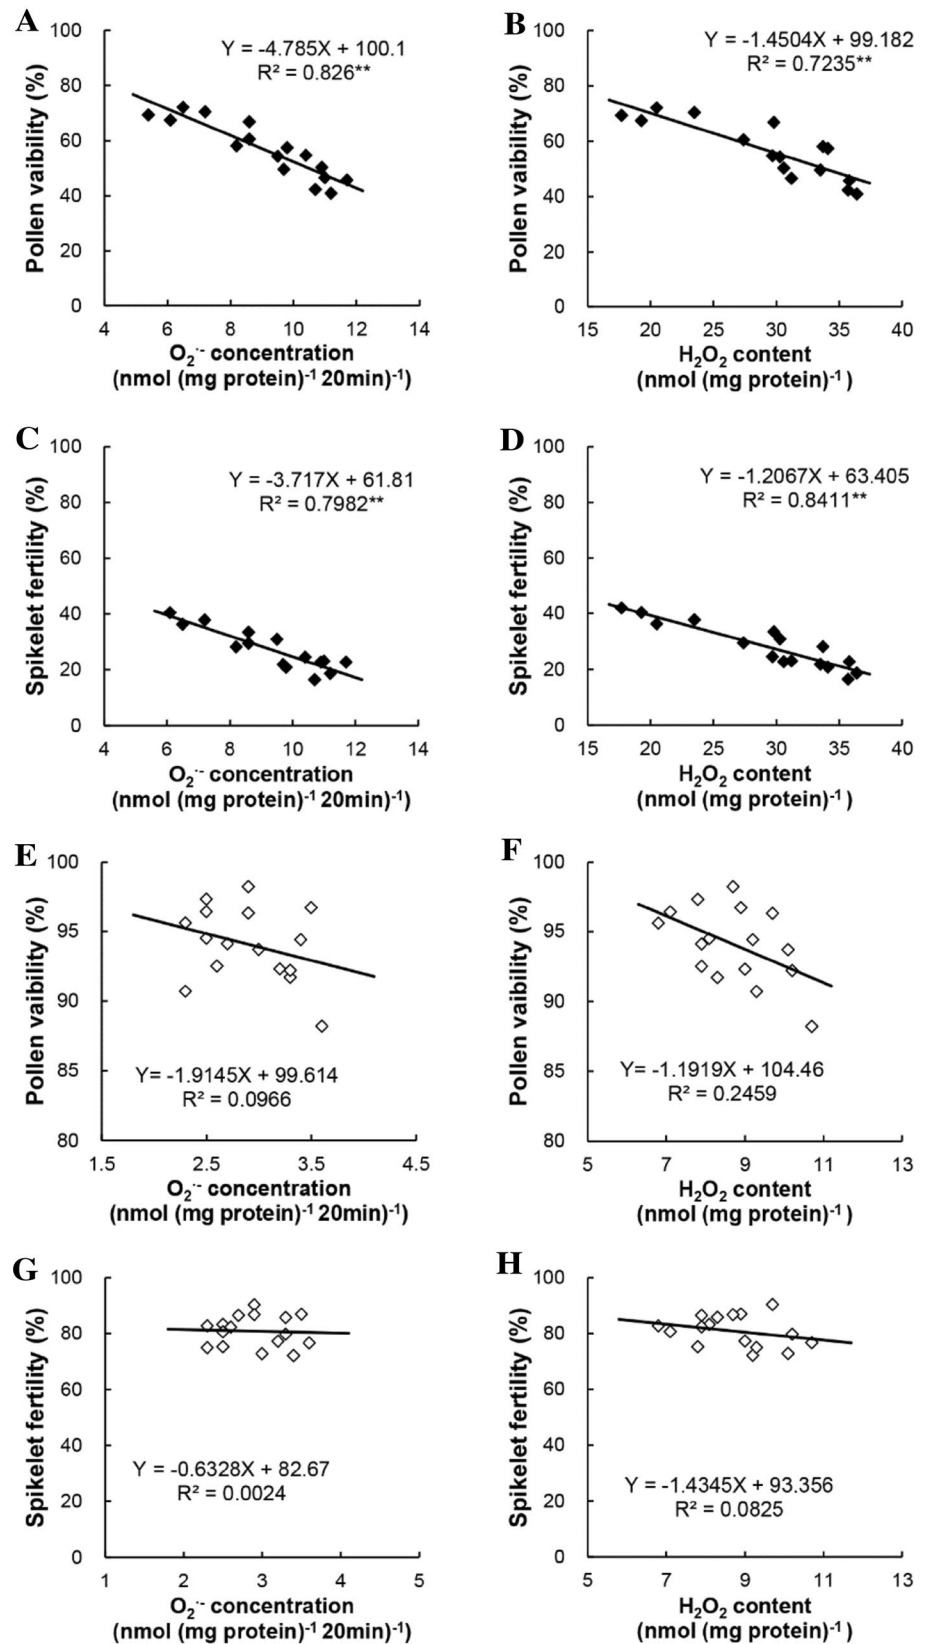 A
Y = -4.785X + 100.1
R² = 0.826**
Pollen vaibility (%)
100
80
60
40
20
0
4 6 8 10 12 14
O₂·⁻ concentration
(nmol (mg protein)⁻¹ 20min)⁻¹)
B
Y = -1.4504X + 99.182
R² = 0.7235**
Pollen vaibility (%)
100
80
60
40
20
0
15 20 25 30 35 40
H₂O₂ content
(nmol (mg protein)⁻¹ )
C
Y = -3.717X + 61.81
R² = 0.7982**
Spikelet fertility (%)
100
80
60
40
20
0
4 6 8 10 12 14
O₂·⁻ concentration
(nmol (mg protein)⁻¹ 20min)⁻¹)
D
Y = -1.2067X + 63.405
R² = 0.8411**
Spikelet fertility (%)
100
80
60
40
20
0
15 20 25 30 35 40
H₂O₂ content
(nmol (mg protein)⁻¹ )
E
Pollen vaibility (%)
100
95
90
85
80
Y= -1.9145X + 99.614
R² = 0.0966
1.5 2.5 3.5 4.5
O₂·⁻ concentration
(nmol (mg protein)⁻¹ 20min)⁻¹)
F
Pollen vaibility (%)
100
95
90
85
80
Y= -1.1919X + 104.46
R² = 0.2459
5 7 9 11 13
H₂O₂ content
(nmol (mg protein)⁻¹ )
G
Spikelet fertility (%)
100
80
60
40
20
0
Y = -0.6328X + 82.67
R² = 0.0024
1 2 3 4 5
O₂·⁻ concentration
(nmol (mg protein)⁻¹ 20min)⁻¹)
H
Spikelet fertility (%)
100
80
60
40
20
0
Y = -1.4345X + 93.356
R² = 0.0825
5 7 9 11 13
H₂O₂ content
(nmol (mg protein)⁻¹ )